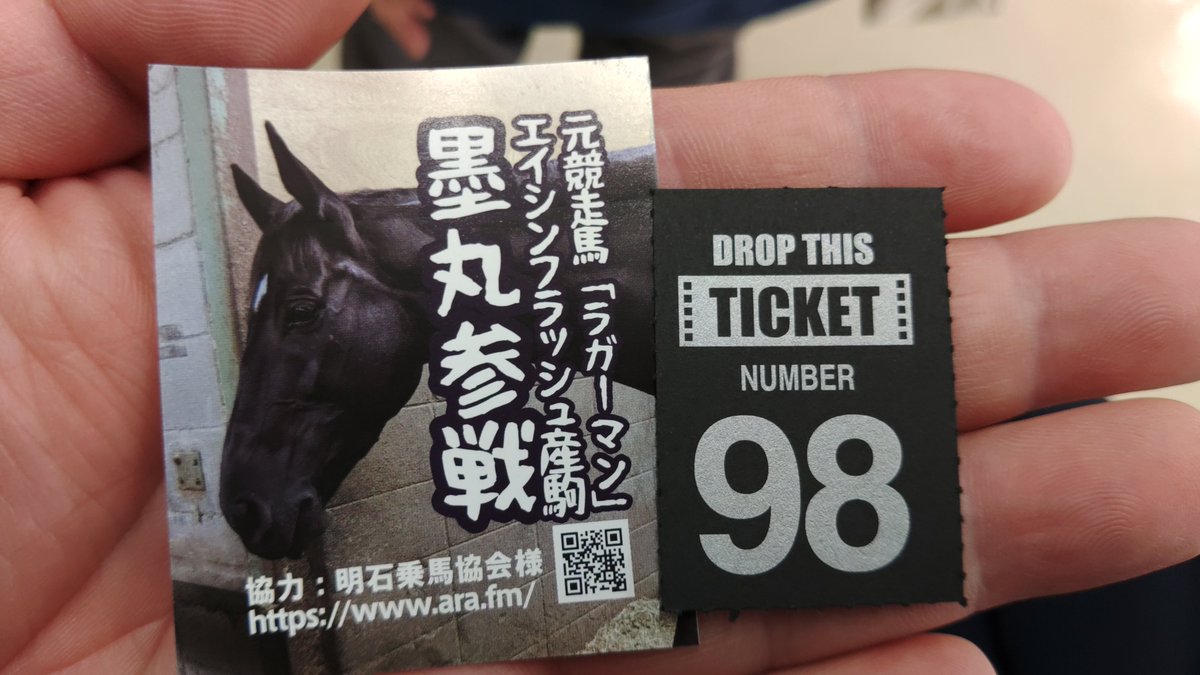 元競走馬「ラガーマン」
エイシンフラッシュ産駒
墨丸参戦
協力：明石乗馬協会様
https://www.ara.fm/
DROP THIS
TICKET
NUMBER
98